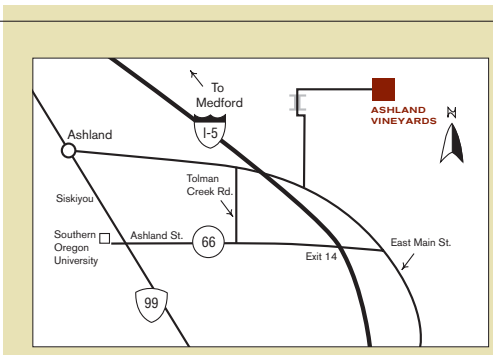 To
Medford
I-5
ASHLAND
VINEYARDS
N
Ashland
Tolman
Creek Rd.
Siskiyou
Southern
Oregon
University
Ashland St.
66
East Main St.
Exit 14
99